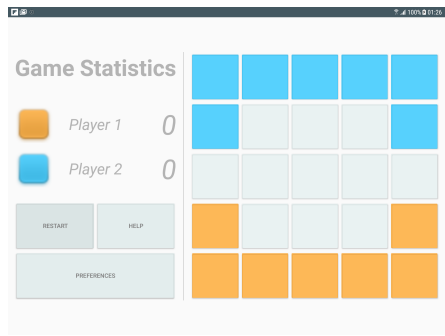 100% 01:26
Game Statistics
Player 1 0
Player 2 0
RESTART HELP
PREFERENCES